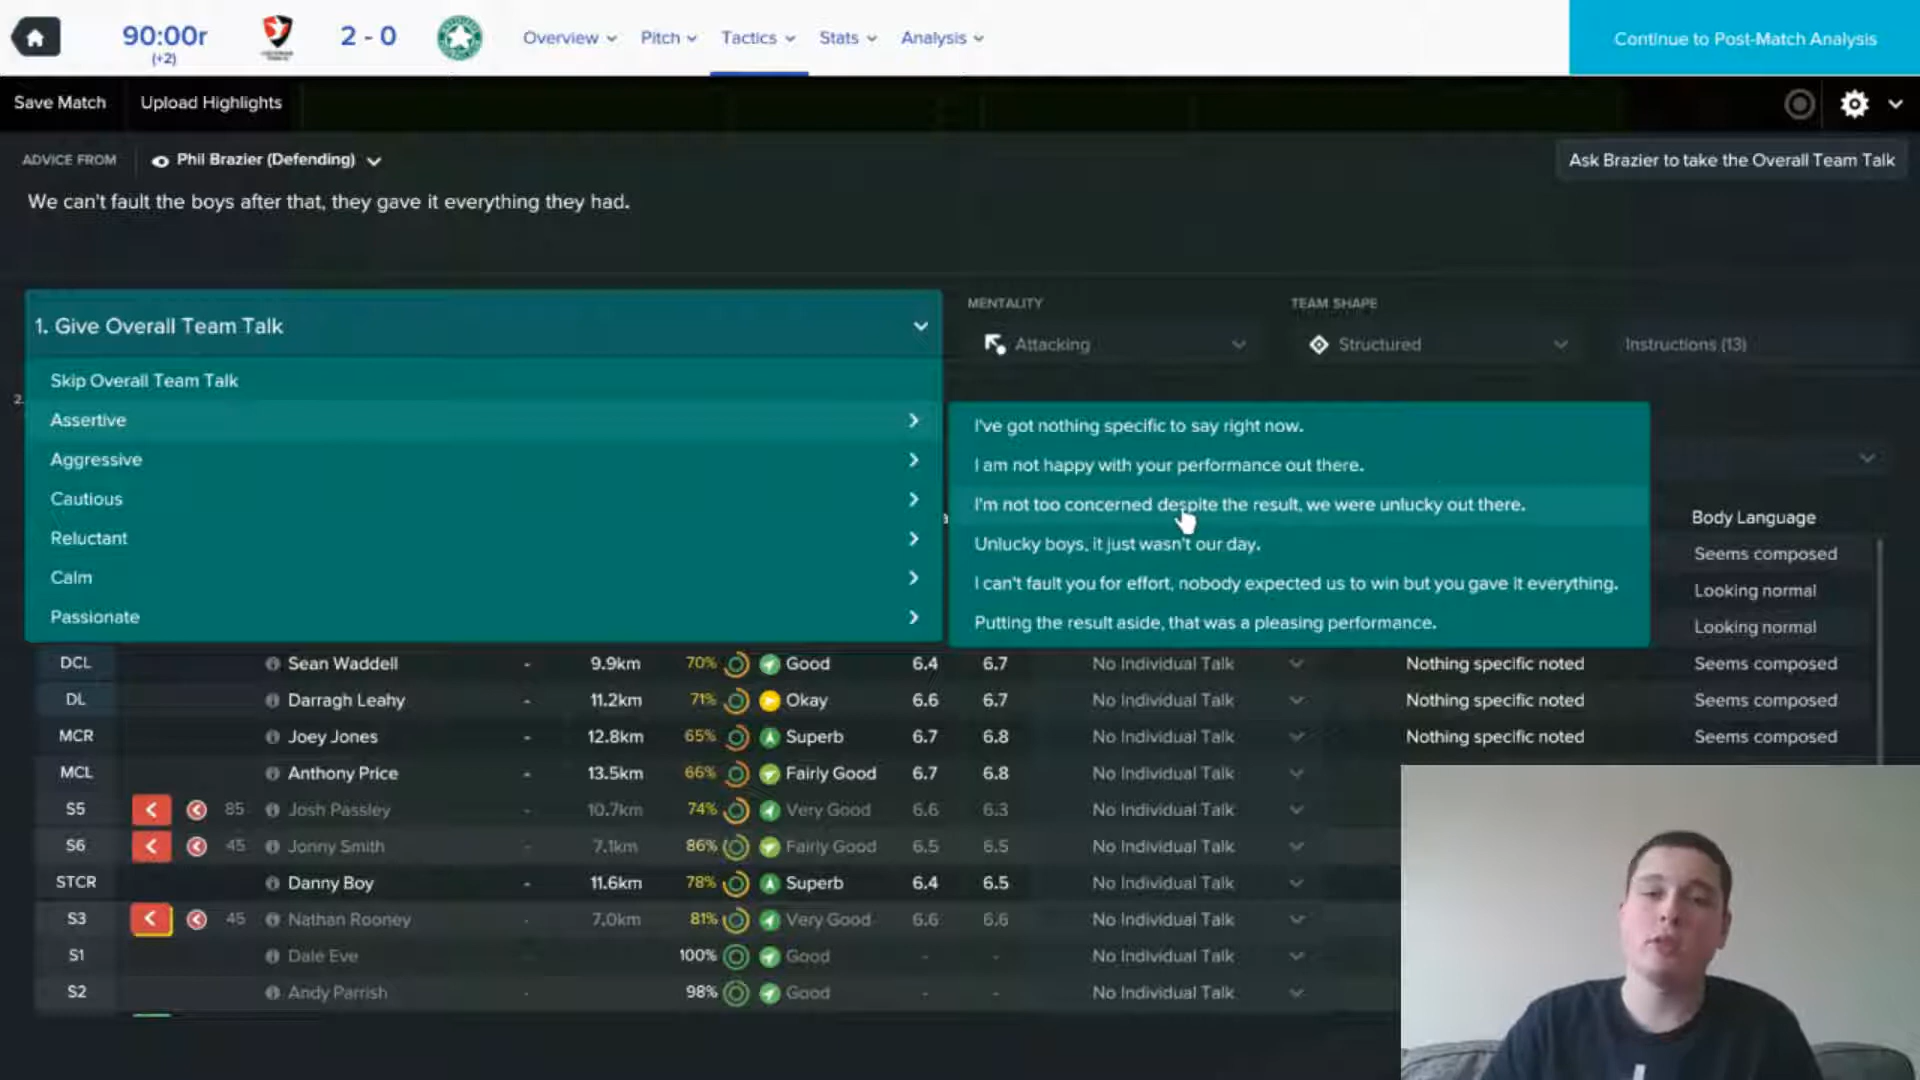 90:00r
(+2)
2 - 0
Overview
Pitch
Tactics
Stats
Analysis
Continue to Post-Match Analysis
Save Match
Upload Highlights
ADVICE FROM
Phil Brazier (Defending)
Ask Brazier to take the Overall Team Talk
We can't fault the boys after that, they gave it everything they had.
1. Give Overall Team Talk
MENTALITY
Attacking
TEAM SHAPE
Structured
Instructions (13)
Skip Overall Team Talk
2.
Assertive
Aggressive
Cautious
Reluctant
Calm
Passionate
I've got nothing specific to say right now.
I am not happy with your performance out there.
I'm not too concerned despite the result, we were unlucky out there.
Unlucky boys, it just wasn't our day.
I can't fault you for effort, nobody expected us to win but you gave it everything.
Putting the result aside, that was a pleasing performance.
Body Language
Seems composed
Looking normal
Looking normal
DCL Sean Waddell - 9.9km 70% Good 6.4 6.7 No Individual Talk Nothing specific noted Seems composed
DL Darragh Leahy - 11.2km 71% Okay 6.6 6.7 No Individual Talk Nothing specific noted Seems composed
MCR Joey Jones - 12.8km 65% Superb 6.7 6.8 No Individual Talk Nothing specific noted Seems composed
MCL Anthony Price - 13.5km 66% Fairly Good 6.7 6.8 No Individual Talk
S5 85 Josh Passley - 10.7km 74% Very Good 6.6 6.3 No Individual Talk
S6 45 Jonny Smith - 7.1km 86% Fairly Good 6.5 6.5 No Individual Talk
STCR Danny Boy - 11.6km 78% Superb 6.4 6.5 No Individual Talk
S3 45 Nathan Rooney - 7.0km 81% Very Good 6.6 6.6 No Individual Talk
S1 Dale Eve - 100% Good - - No Individual Talk
S2 Andy Parrish - 98% Good - - No Individual Talk